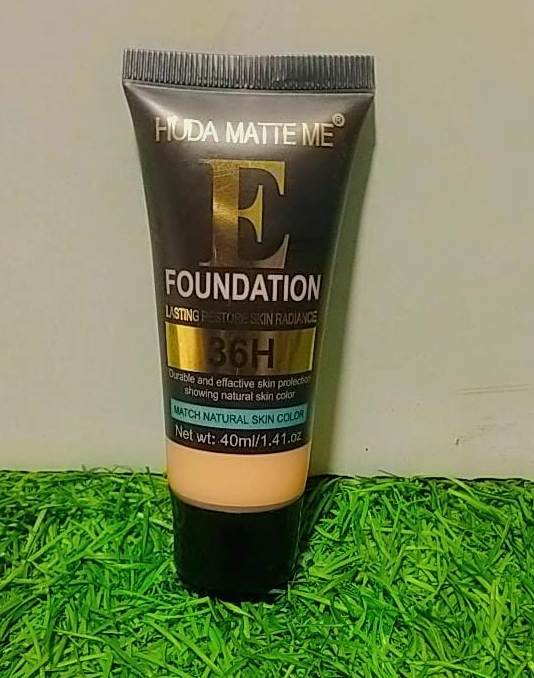 HUDA MATTE ME®
E
FOUNDATION
LASTING RESTORE SKIN RADIANCE
36H
Durable and effactive skin protection
showing natural skin color
MATCH NATURAL SKIN COLOR
Net wt: 40ml/1.41.oz